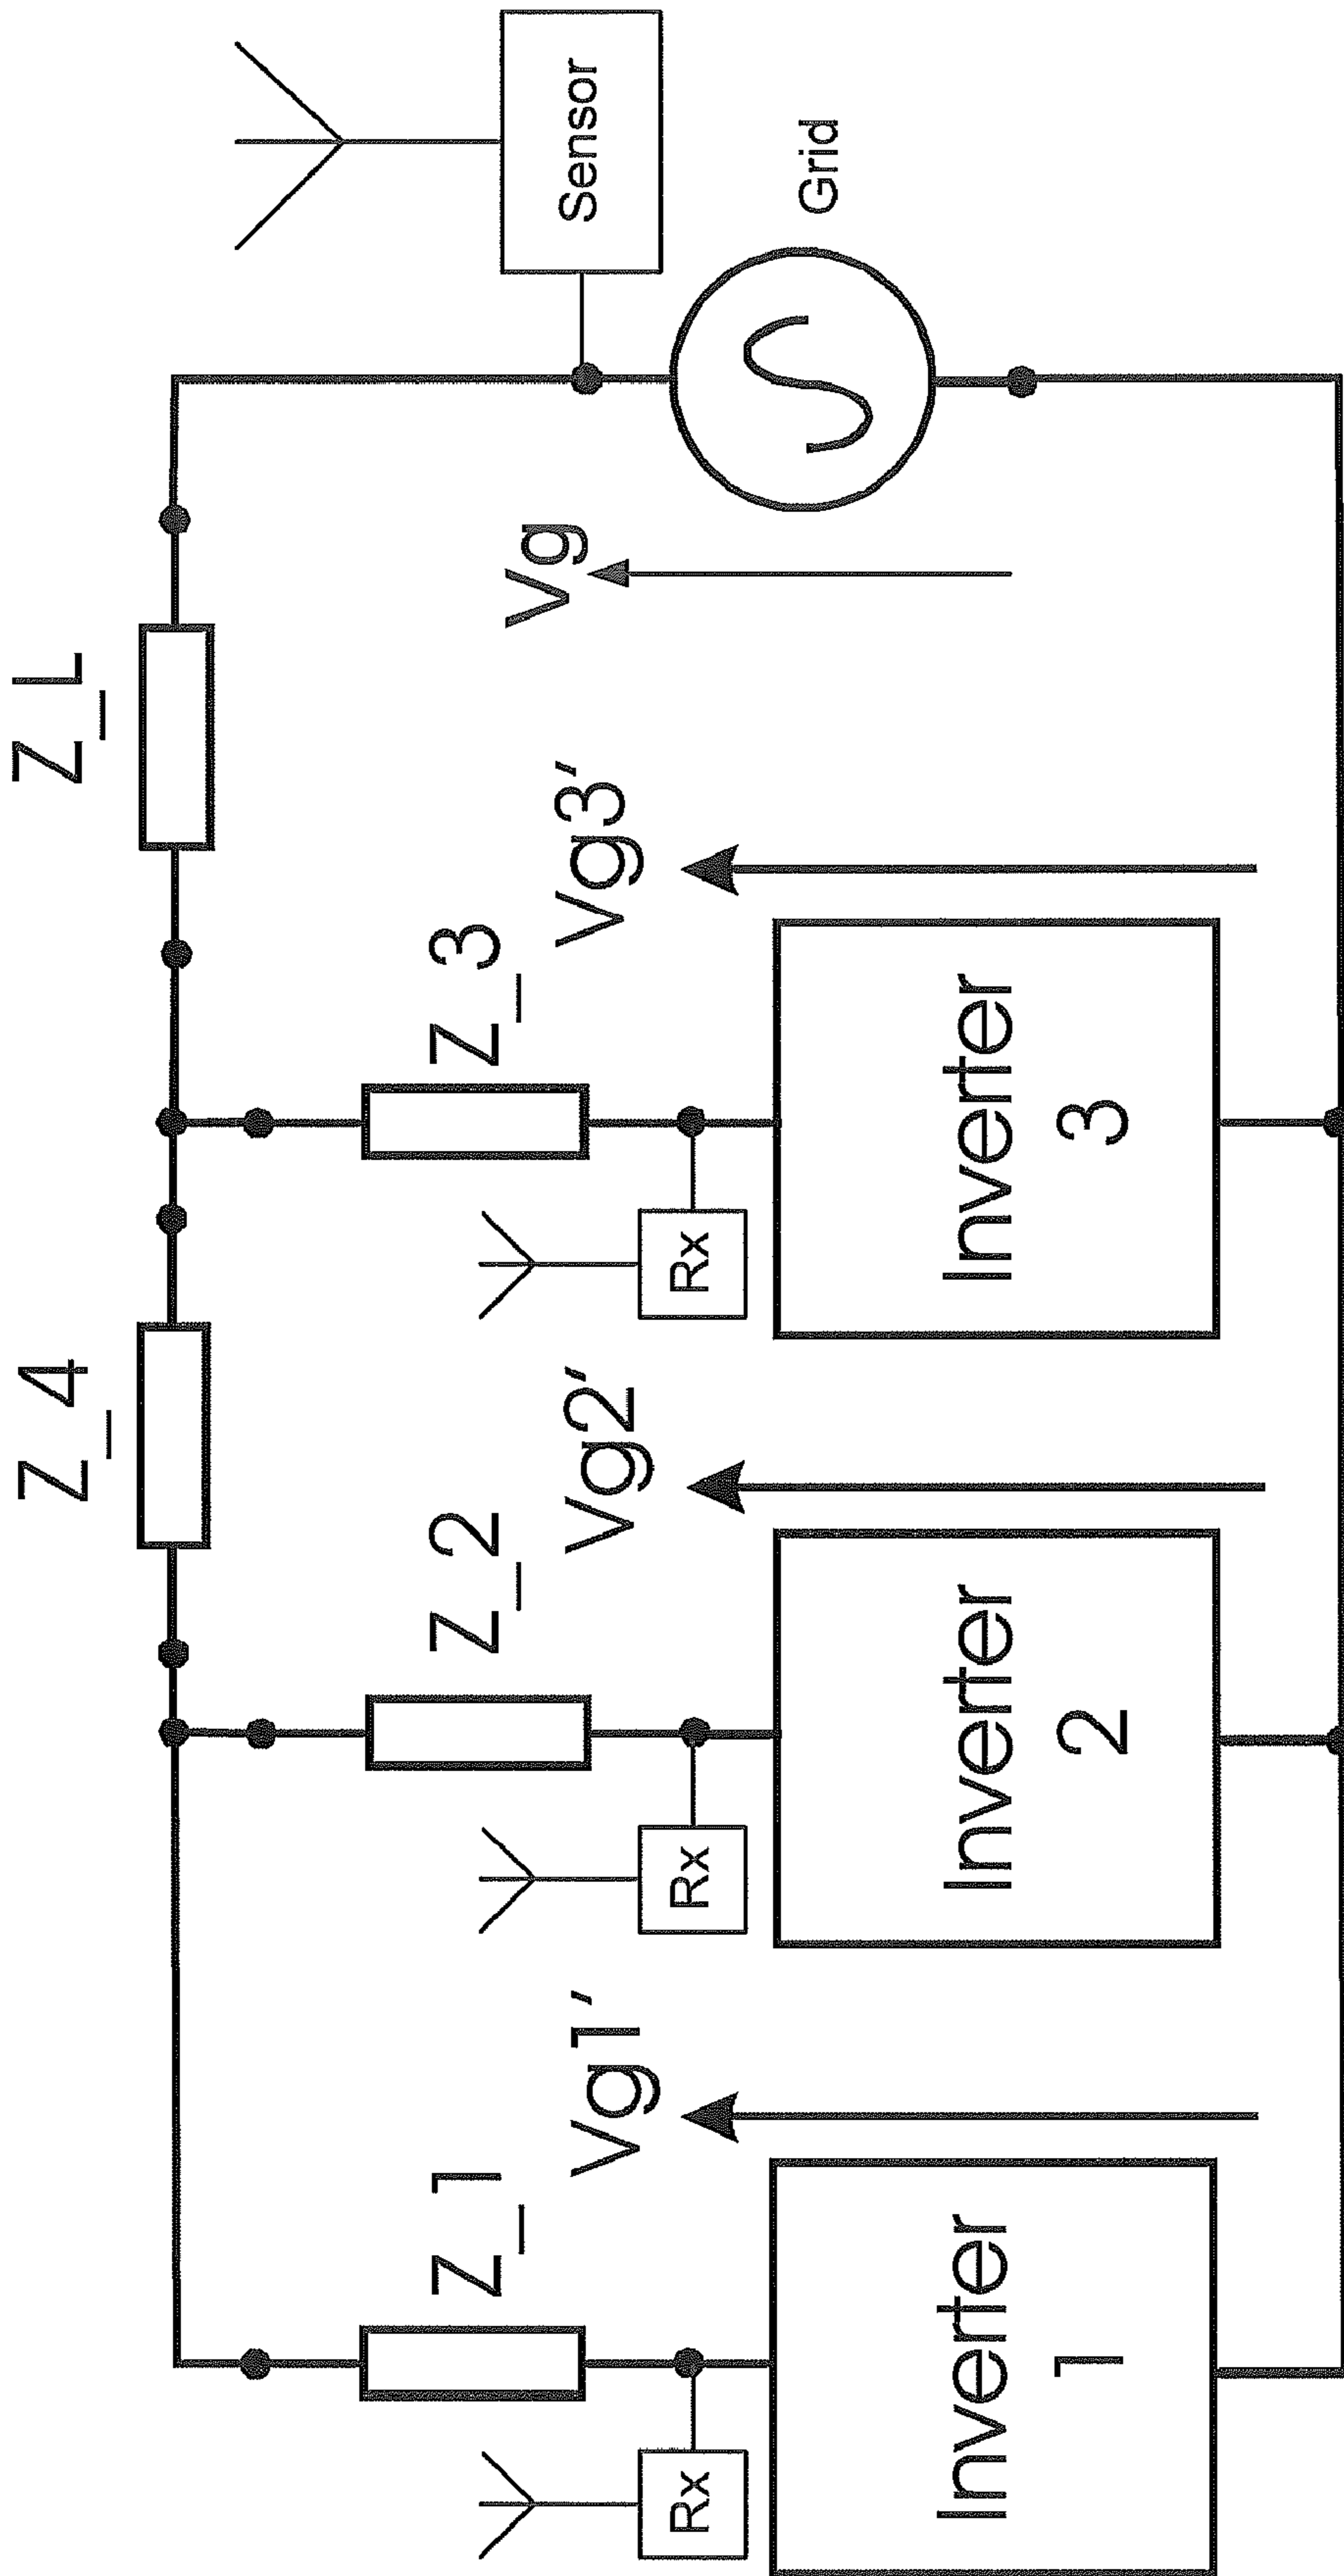 Z_4
Z_L
Sensor
Z_1
Z_2
Z_3
Vg1′
Vg2′
Vg3′
Vg
Rx
Rx
Rx
Grid
Inverter
1
Inverter
2
Inverter
3